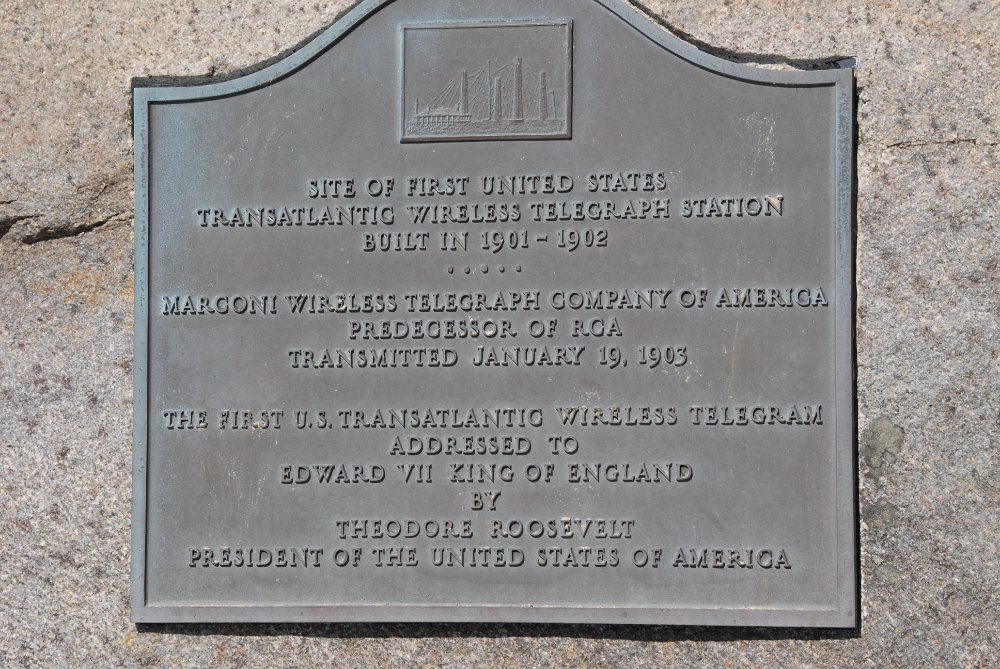 SITE OF FIRST UNITED STATES
TRANSATLANTIC WIRELESS TELEGRAPH STATION
BUILT IN 1901 - 1902
. . . . .
MARCONI WIRELESS TELEGRAPH COMPANY OF AMERICA
PREDECESSOR OF RCA
TRANSMITTED JANUARY 19, 1903
THE FIRST U.S. TRANSATLANTIC WIRELESS TELEGRAM
ADDRESSED TO
EDWARD VII KING OF ENGLAND
BY
THEODORE ROOSEVELT
PRESIDENT OF THE UNITED STATES OF AMERICA